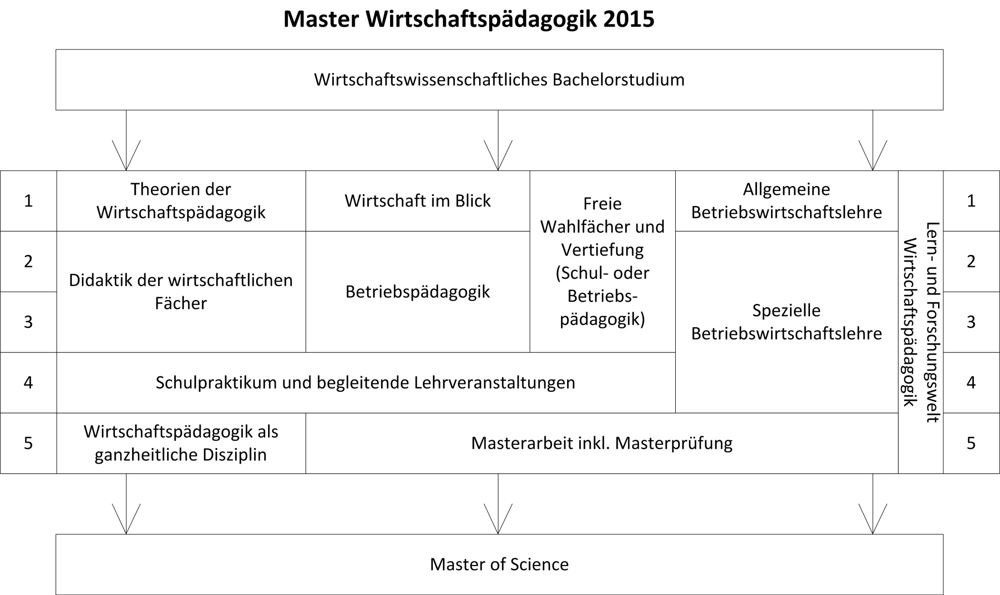 Master Wirtschaftspädagogik 2015
Wirtschaftswissenschaftliches Bachelorstudium
1
Theorien der
Wirtschaftspädagogik
Wirtschaft im Blick
Freie
Wahlfächer und
Vertiefung
(Schul- oder
Betriebs-
pädagogik)
Allgemeine
Betriebswirtschaftslehre
Lern- und Forschungswelt
Wirtschaftspädagogik
1
2
Didaktik der wirtschaftlichen
Fächer
Betriebspädagogik
Spezielle
Betriebswirtschaftslehre
2
3
3
4
Schulpraktikum und begleitende Lehrveranstaltungen
4
5
Wirtschaftspädagogik als
ganzheitliche Disziplin
Masterarbeit inkl. Masterprüfung
5
Master of Science